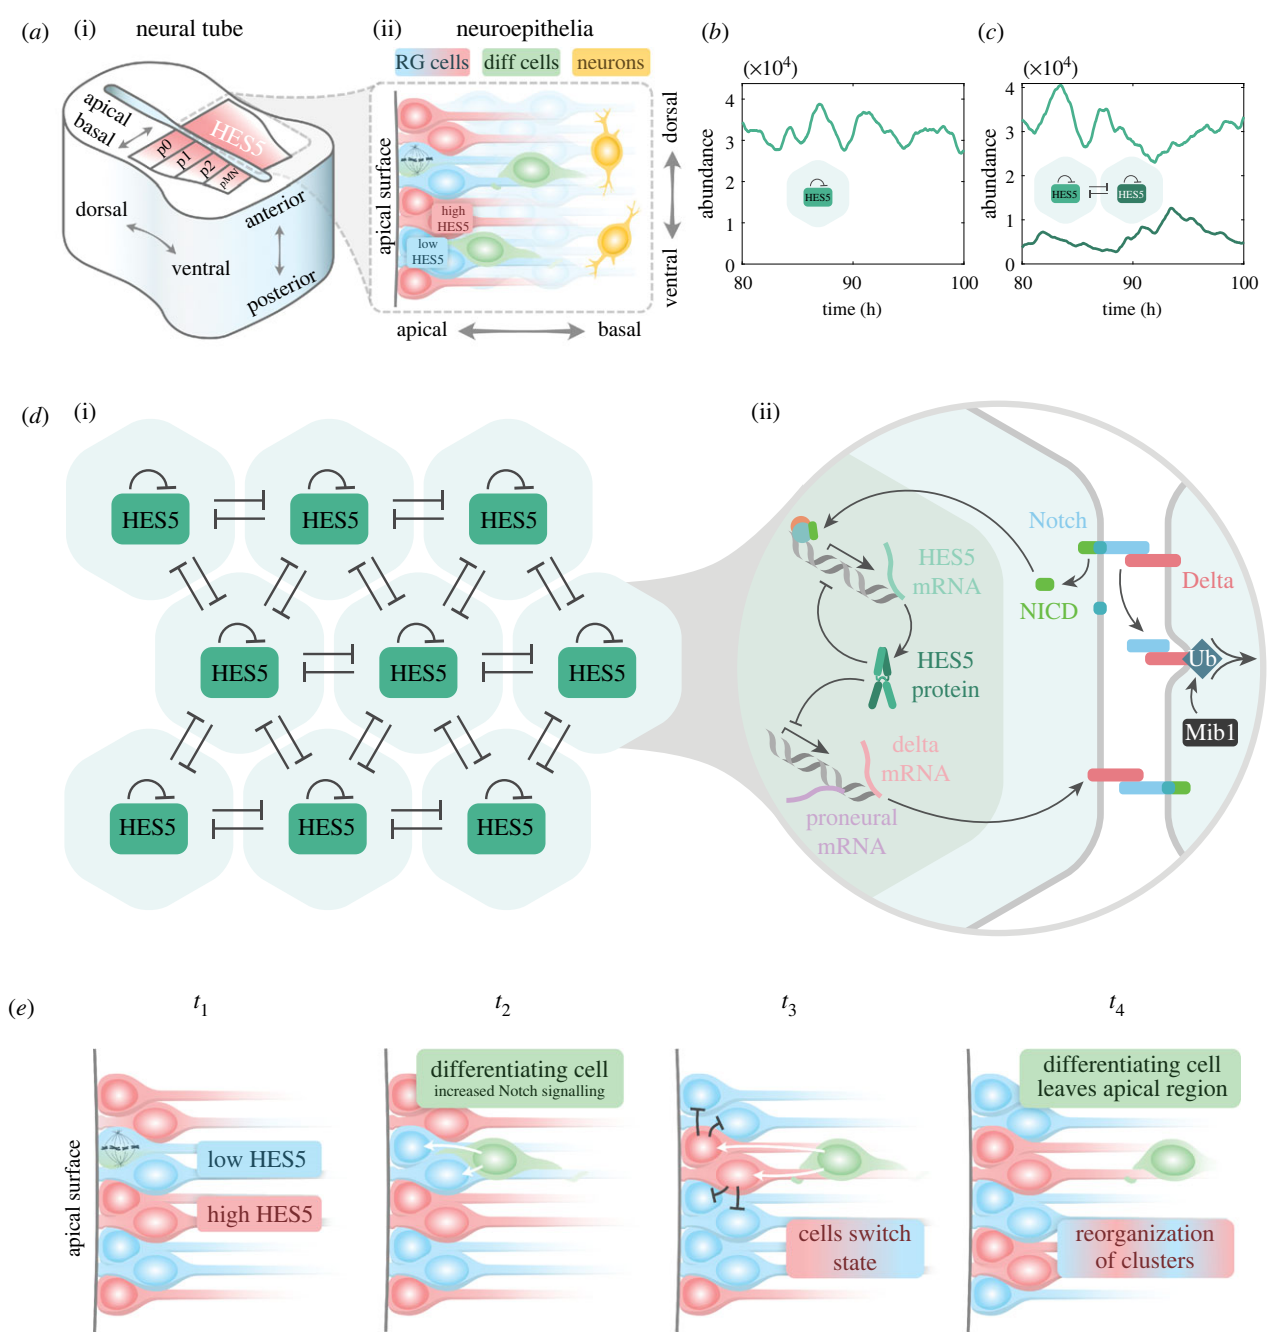 (a)
(i)
neural tube
apical
basal
HES5
p0
p1
p2
pMN
dorsal
ventral
anterior
posterior
(ii)
neuroepithelia
RG cells
diff cells
neurons
apical surface
high
HES5
low
HES5
dorsal
ventral
apical
basal
(b)
(×10⁴)
abundance
4
3
2
1
0
HES5
80
90
100
time (h)
(c)
(×10⁴)
abundance
4
3
2
1
0
HES5
HES5
80
90
100
time (h)
(d)
(i)
HES5
HES5
HES5
HES5
HES5
HES5
HES5
HES5
HES5
(ii)
Notch
Delta
NICD
HES5
mRNA
HES5
protein
Ub
Mib1
delta
mRNA
proneural
mRNA
(e)
t₁
t₂
t₃
t₄
apical surface
low HES5
high HES5
differentiating cell
increased Notch signalling
cells switch
state
differentiating cell
leaves apical region
reorganization
of clusters